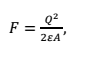 F = Q²/2εA,